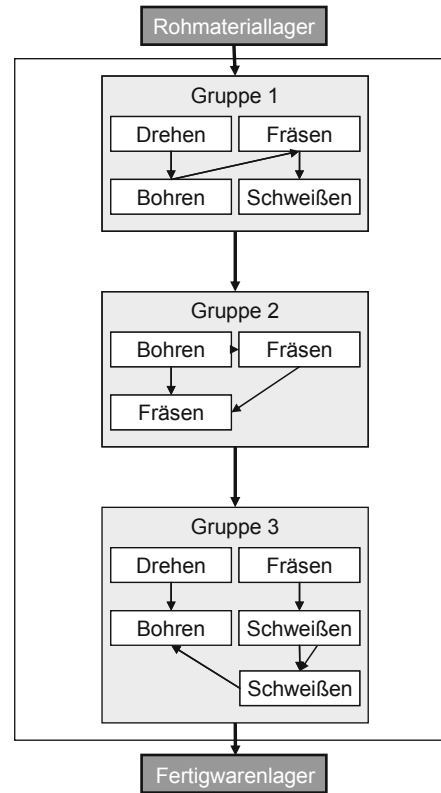 Rohmateriallager
Gruppe 1
Drehen
Fräsen
Bohren
Schweißen
Gruppe 2
Bohren
Fräsen
Fräsen
Gruppe 3
Drehen
Fräsen
Bohren
Schweißen
Schweißen
Fertigwarenlager